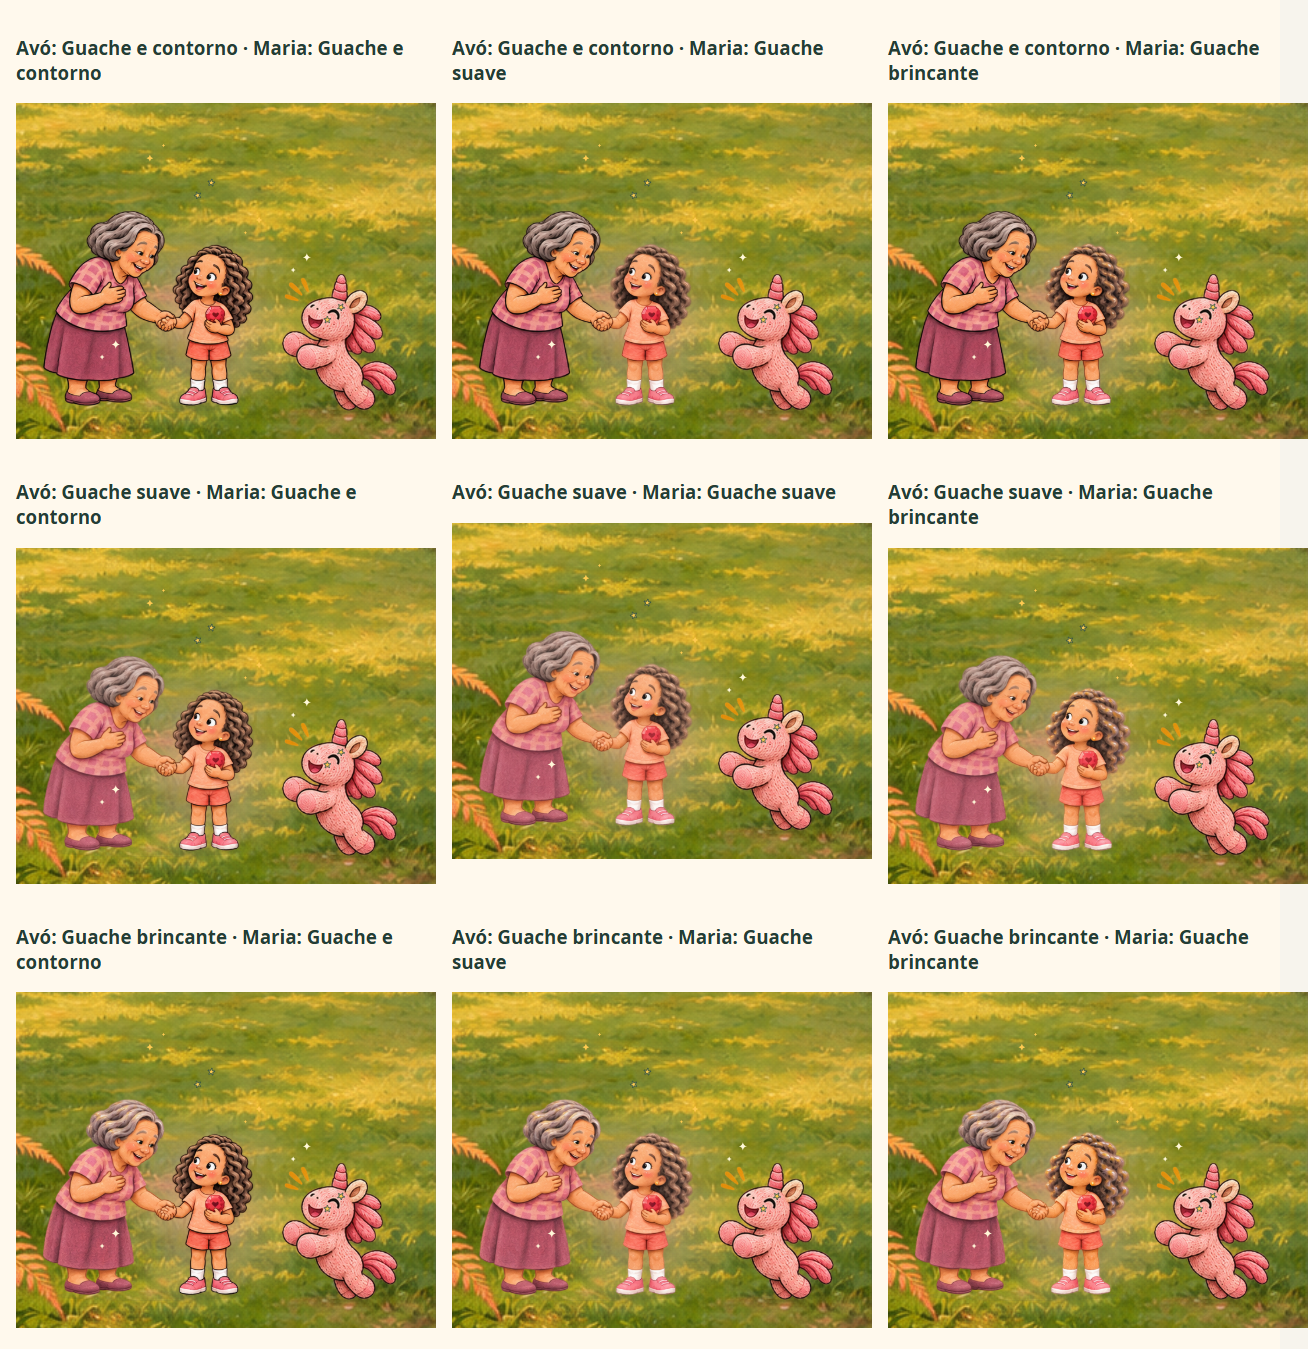 Avó: Guache e contorno · Maria: Guache e
contorno
Avó: Guache e contorno · Maria: Guache
suave
Avó: Guache e contorno · Maria: Guache
brincante
Avó: Guache suave · Maria: Guache e
contorno
Avó: Guache suave · Maria: Guache suave
Avó: Guache suave · Maria: Guache
brincante
Avó: Guache brincante · Maria: Guache e
contorno
Avó: Guache brincante · Maria: Guache
suave
Avó: Guache brincante · Maria: Guache
brincante